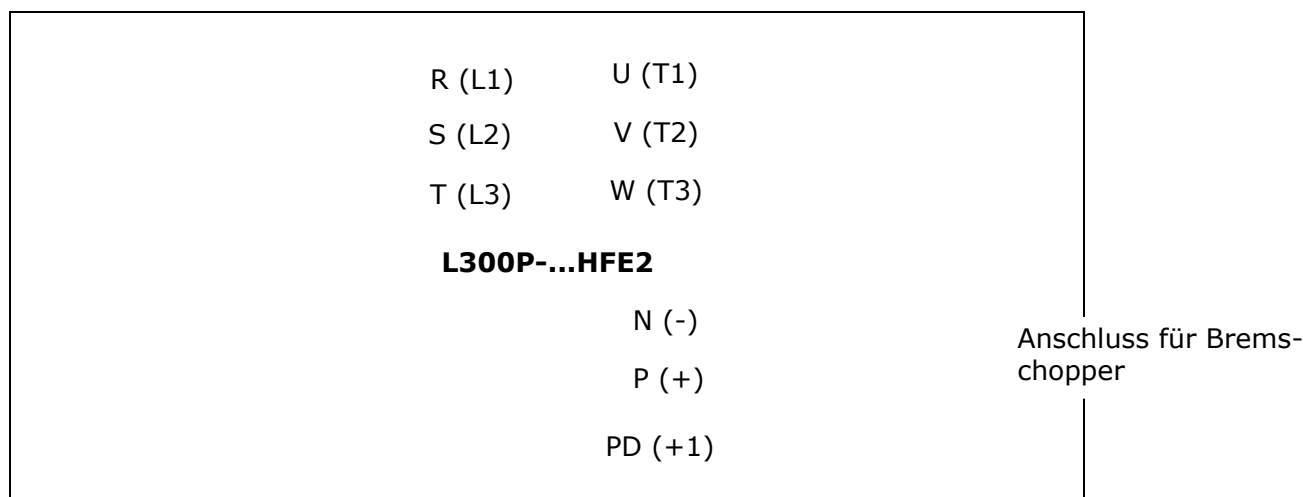 R (L1) U (T1)
S (L2) V (T2)
T (L3) W (T3)
L300P-...HFE2
N (-)
Anschluss für Brems-
chopper
P (+)
PD (+1)